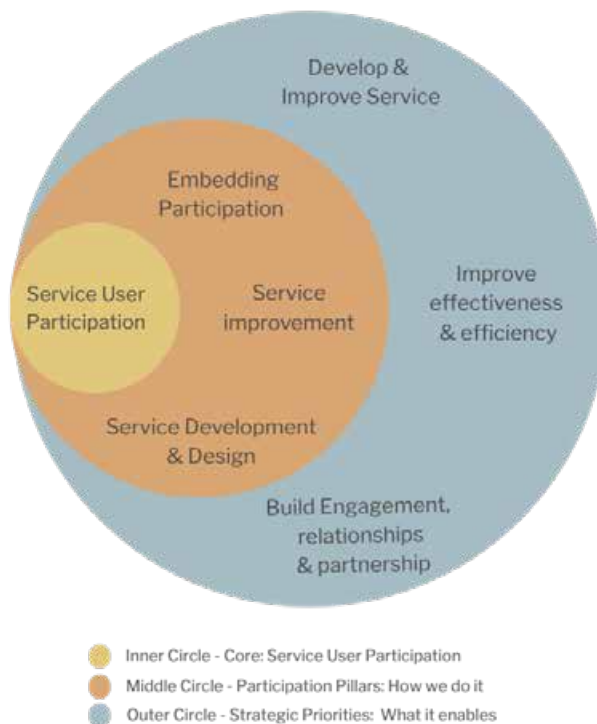 Develop &
Improve Service
Embedding
Participation
Service User
Participation
Service
improvement
Improve
effectiveness
& efficiency
Service Development
& Design
Build Engagement,
relationships
& partnership
Inner Circle - Core: Service User Participation
Middle Circle - Participation Pillars: How we do it
Outer Circle - Strategic Priorities: What it enables